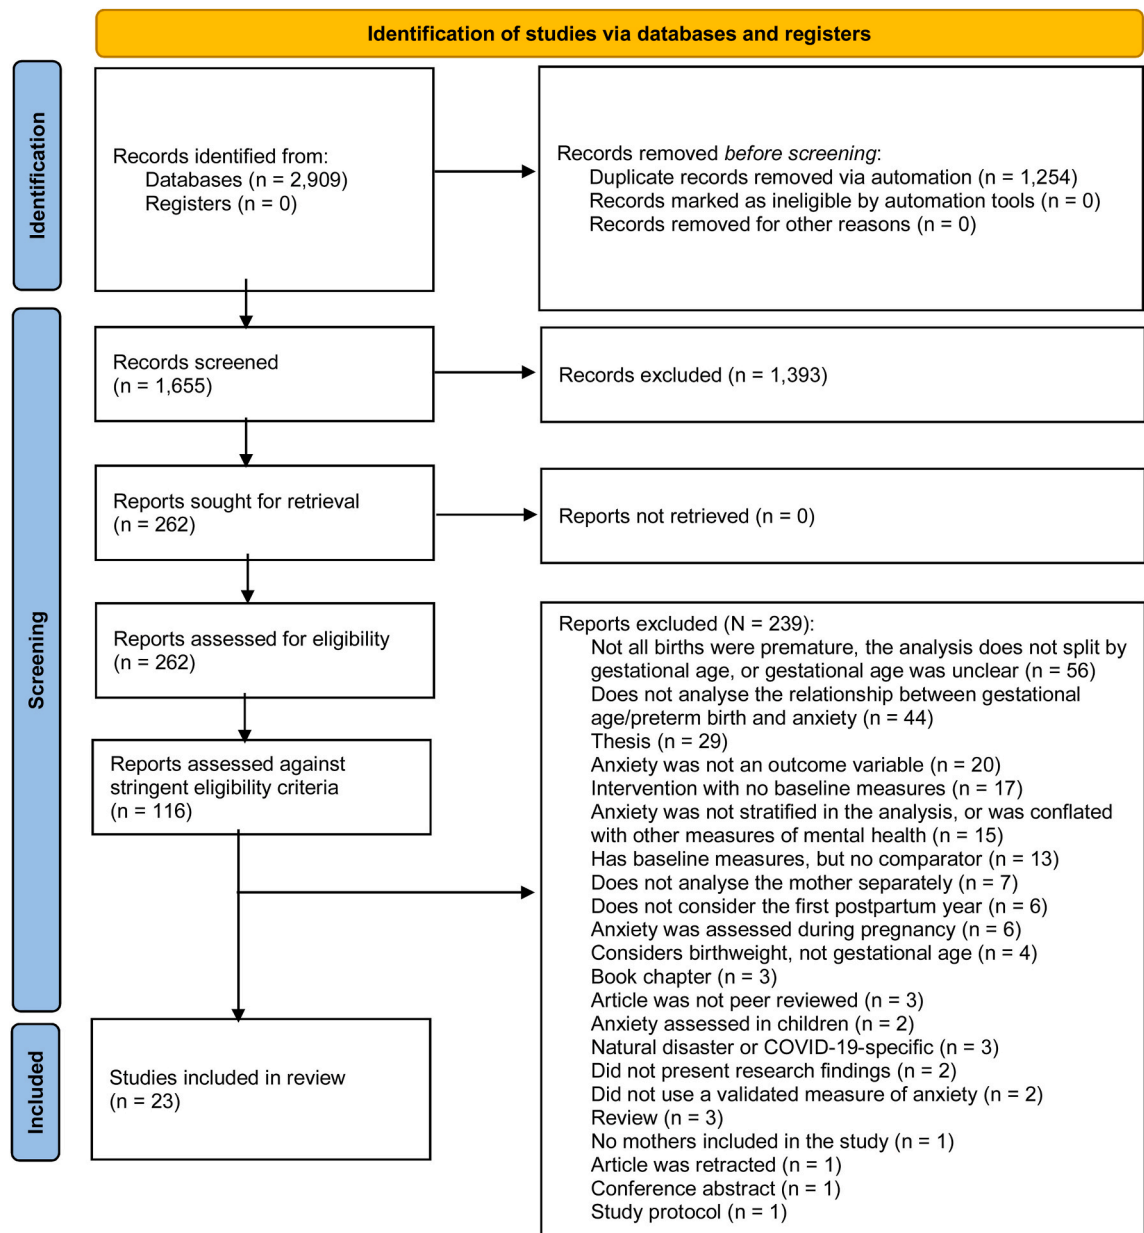 Identification of studies via databases and registers
Identification
Records identified from:
Databases (n = 2,909)
Registers (n = 0)
Records removed before screening:
Duplicate records removed via automation (n = 1,254)
Records marked as ineligible by automation tools (n = 0)
Records removed for other reasons (n = 0)
Screening
Records screened
(n = 1,655)
Records excluded (n = 1,393)
Reports sought for retrieval
(n = 262)
Reports not retrieved (n = 0)
Reports assessed for eligibility
(n = 262)
Reports assessed against
stringent eligibility criteria
(n = 116)
Reports excluded (N = 239):
Not all births were premature, the analysis does not split by
gestational age, or gestational age was unclear (n = 56)
Does not analyse the relationship between gestational
age/preterm birth and anxiety (n = 44)
Thesis (n = 29)
Anxiety was not an outcome variable (n = 20)
Intervention with no baseline measures (n = 17)
Anxiety was not stratified in the analysis, or was conflated
with other measures of mental health (n = 15)
Has baseline measures, but no comparator (n = 13)
Does not analyse the mother separately (n = 7)
Does not consider the first postpartum year (n = 6)
Anxiety was assessed during pregnancy (n = 6)
Considers birthweight, not gestational age (n = 4)
Book chapter (n = 3)
Article was not peer reviewed (n = 3)
Anxiety assessed in children (n = 2)
Natural disaster or COVID-19-specific (n = 3)
Did not present research findings (n = 2)
Did not use a validated measure of anxiety (n = 2)
Review (n = 3)
No mothers included in the study (n = 1)
Article was retracted (n = 1)
Conference abstract (n = 1)
Study protocol (n = 1)
Included
Studies included in review
(n = 23)